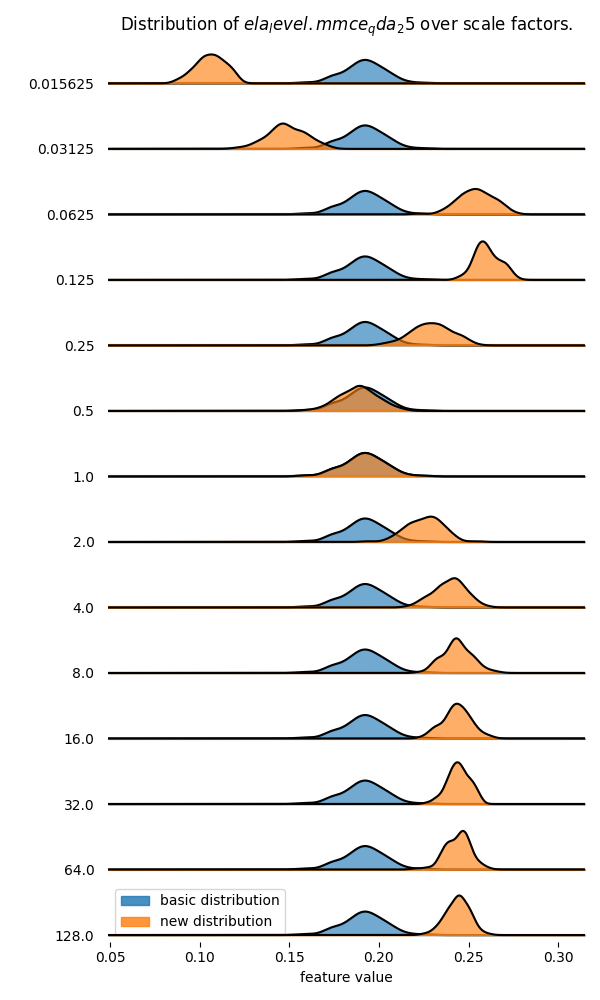 Distribution of ela_level.mmce_qda_25 over scale factors.
0.015625
0.03125
0.0625
0.125
0.25
0.5
1.0
2.0
4.0
8.0
16.0
32.0
64.0
128.0
basic distribution
new distribution
0.05 0.10 0.15 0.20 0.25 0.30
feature value